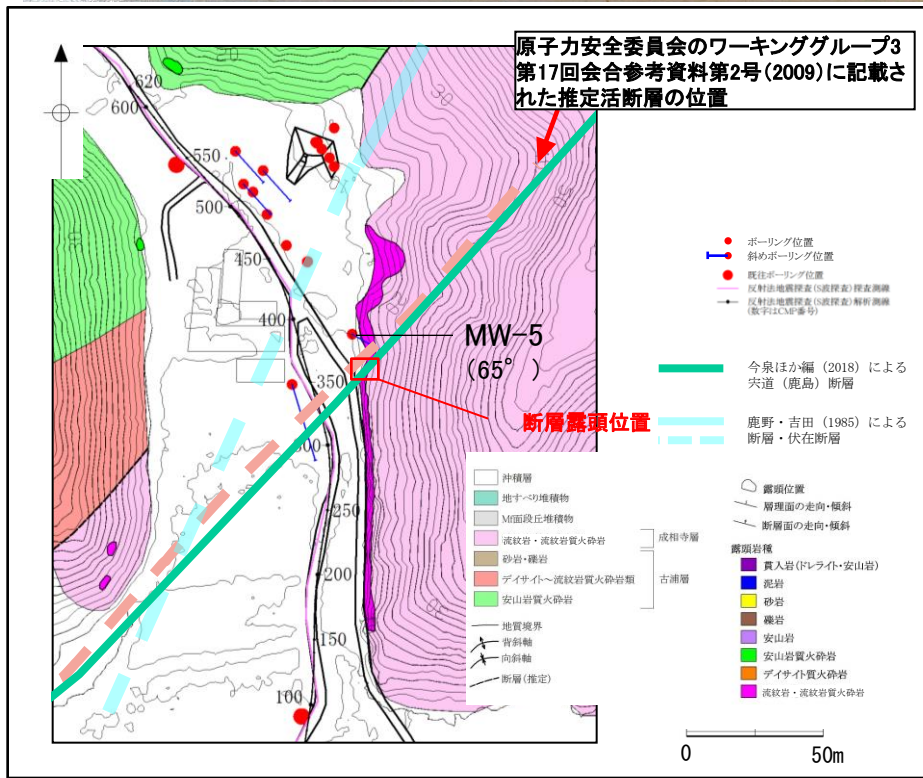 原子力安全委員会のワーキンググループ3
第17回会合参考資料第2号(2009)に記載さ
れた推定活断層の位置
620
600
550
500
450
400
350
300
250
200
150
100
MW-5
(65°)
断層露頭位置
ボーリング位置
斜めボーリング位置
既往ボーリング位置
反射法地震探査(S波探査)探査測線
反射法地震探査(S波探査)解析測線
(数字はCMP番号)
今泉ほか編(2018)による
宍道(鹿島)断層
鹿野・吉田(1985)による
断層・伏在断層
沖積層
地すべり堆積物
Mf面段丘堆積物
流紋岩・流紋岩質火砕岩
成相寺層
砂岩・礫岩
デイサイト～流紋岩質火砕岩類
古浦層
安山岩質火砕岩
地質境界
背斜軸
向斜軸
断層(推定)
露頭位置
層理面の走向・傾斜
断層面の走向・傾斜
露頭岩種
貫入岩(ドレライト・安山岩)
泥岩
砂岩
礫岩
安山岩
安山岩質火砕岩
デイサイト質火砕岩
流紋岩・流紋岩質火砕岩
0 50m